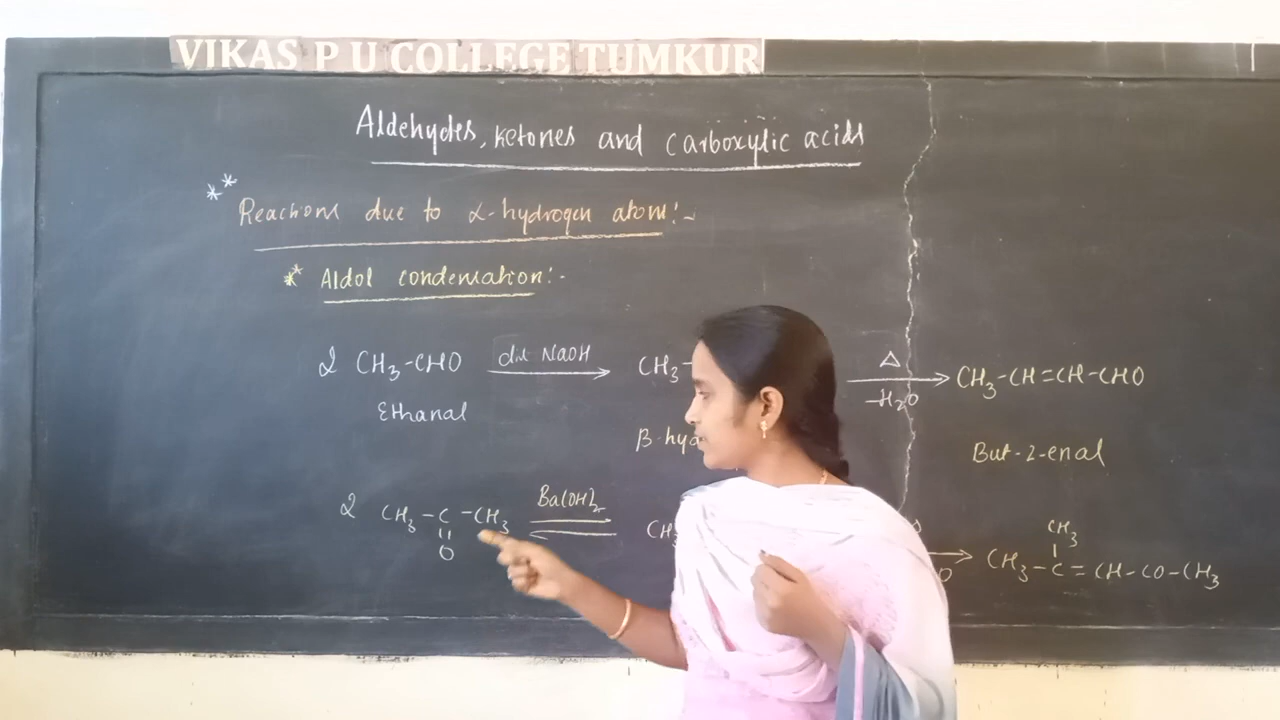 VIKAS P U COLLEGE TUMKUR
Aldehydes, ketones and carboxylic acids
** Reactions due to α-hydrogen atom:-
* Aldol condensation:-
2 CH3-CHO dil NaOH CH3- Δ -H2O CH3-CH=CH-CHO
Ethanal β-hyd But-2-enal
CH3
2 CH3-C-CH3 Ba(OH)2 CH3 CH3-C=CH-CO-CH3
O